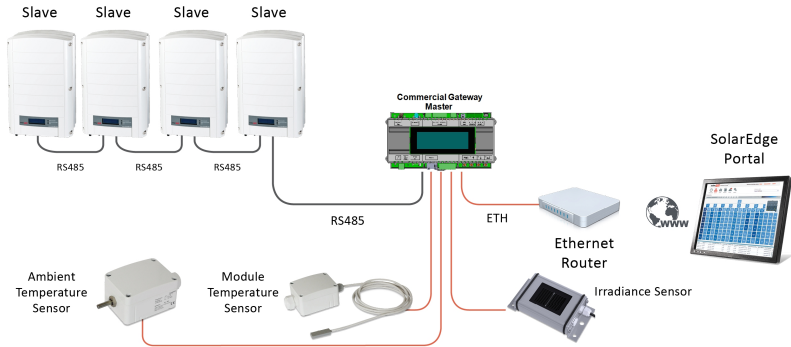 Slave Slave Slave Slave
Commercial Gateway
Master
SolarEdge
Portal
RS485 RS485 RS485
RS485
ETH
WWW
Ethernet
Router
Ambient
Temperature
Sensor
Module
Temperature
Sensor
Irradiance Sensor